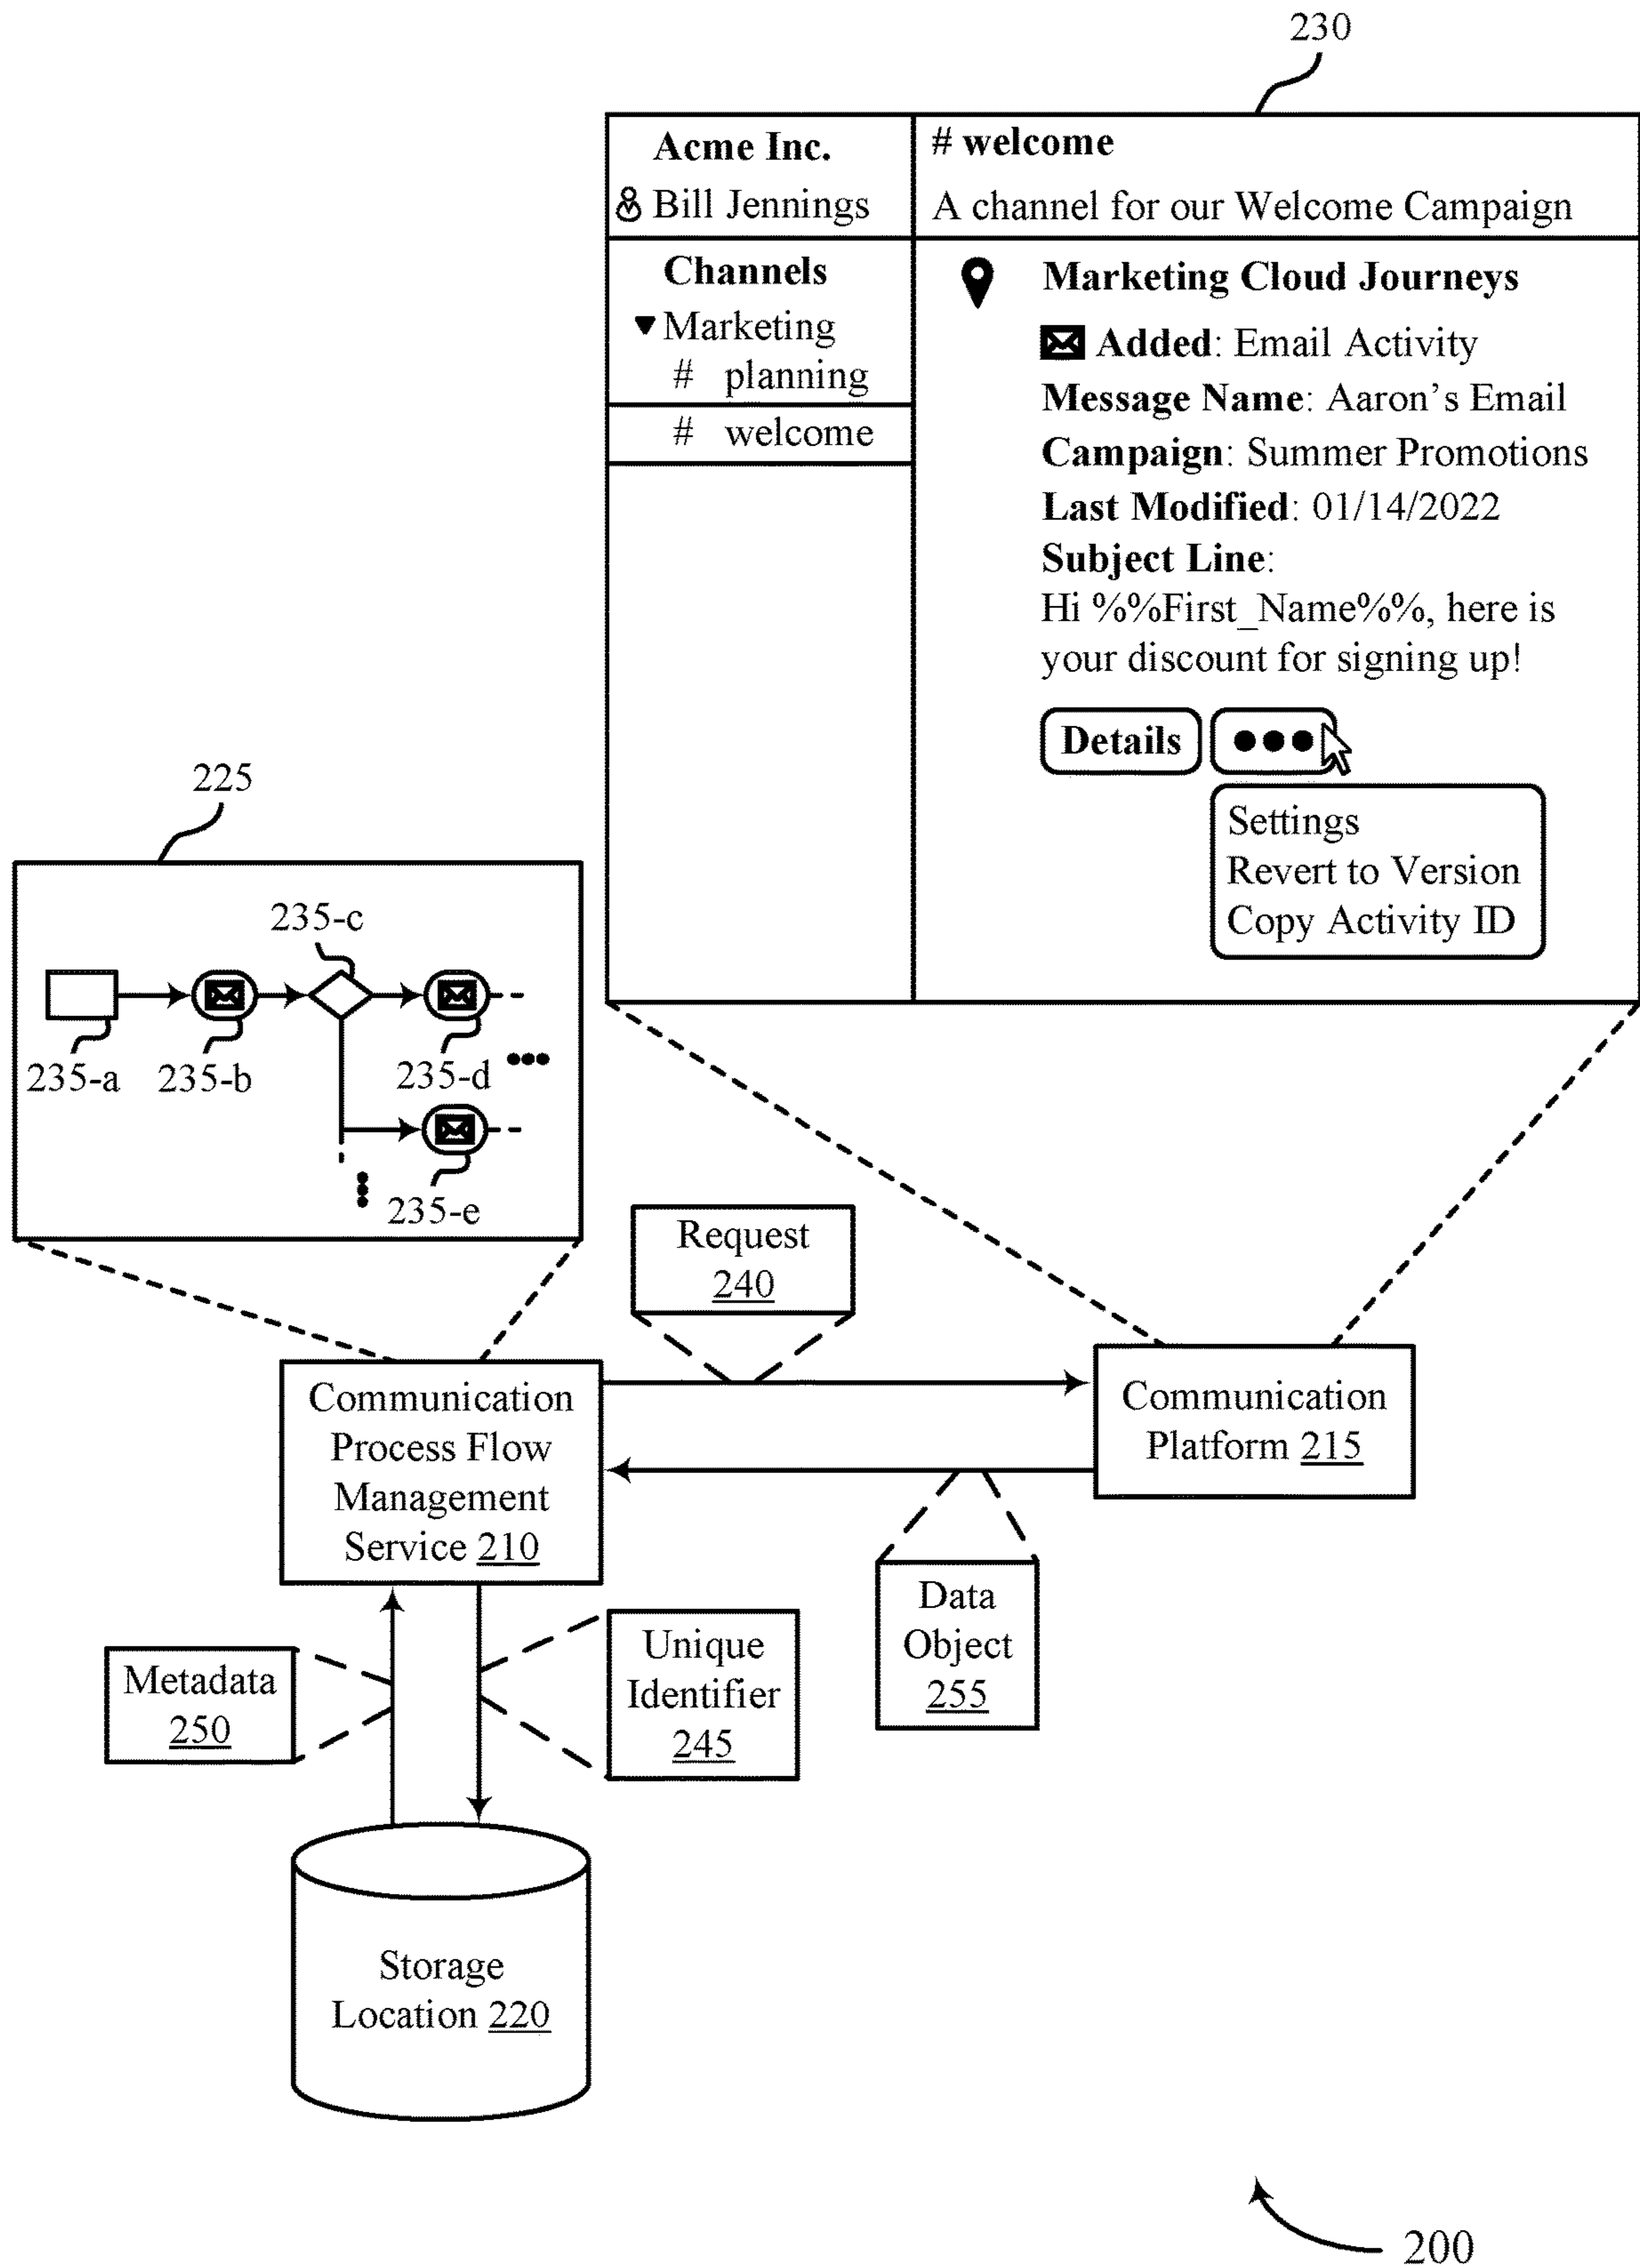 230
Acme Inc.
Bill Jennings
# welcome
A channel for our Welcome Campaign
Channels
Marketing
# planning
# welcome
Marketing Cloud Journeys
Added: Email Activity
Message Name: Aaron's Email
Campaign: Summer Promotions
Last Modified: 01/14/2022
Subject Line:
Hi %%First_Name%%, here is
your discount for signing up!
Details
Settings
Revert to Version
Copy Activity ID
225
235-c
235-a
235-b
235-d
235-e
Request
240
Communication
Process Flow
Management
Service 210
Communication
Platform 215
Data
Object
255
Metadata
250
Unique
Identifier
245
Storage
Location 220
200